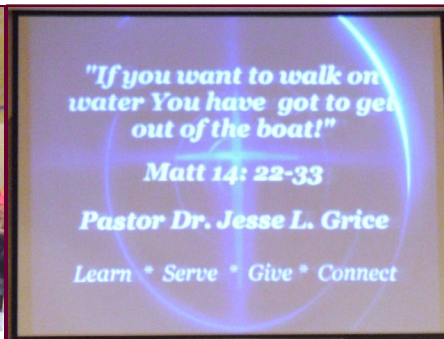 "If you want to walk on
water You have got to get
out of the boat!"
Matt 14: 22-33
Pastor Dr. Jesse L. Grice
Learn * Serve * Give * Connect